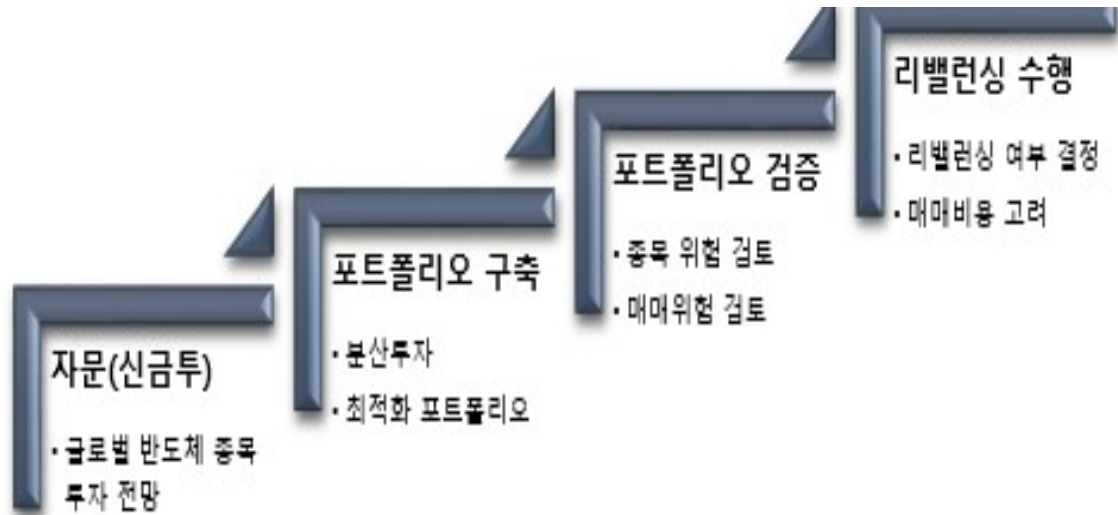 자문(신금투)
• 글로벌 반도체 종목
투자 전망
포트폴리오 구축
• 분산투자
• 최적화 포트폴리오
포트폴리오 검증
• 종목 위험 검토
• 매매위험 검토
리밸런싱 수행
• 리밸런싱 여부 결정
• 매매비용 고려